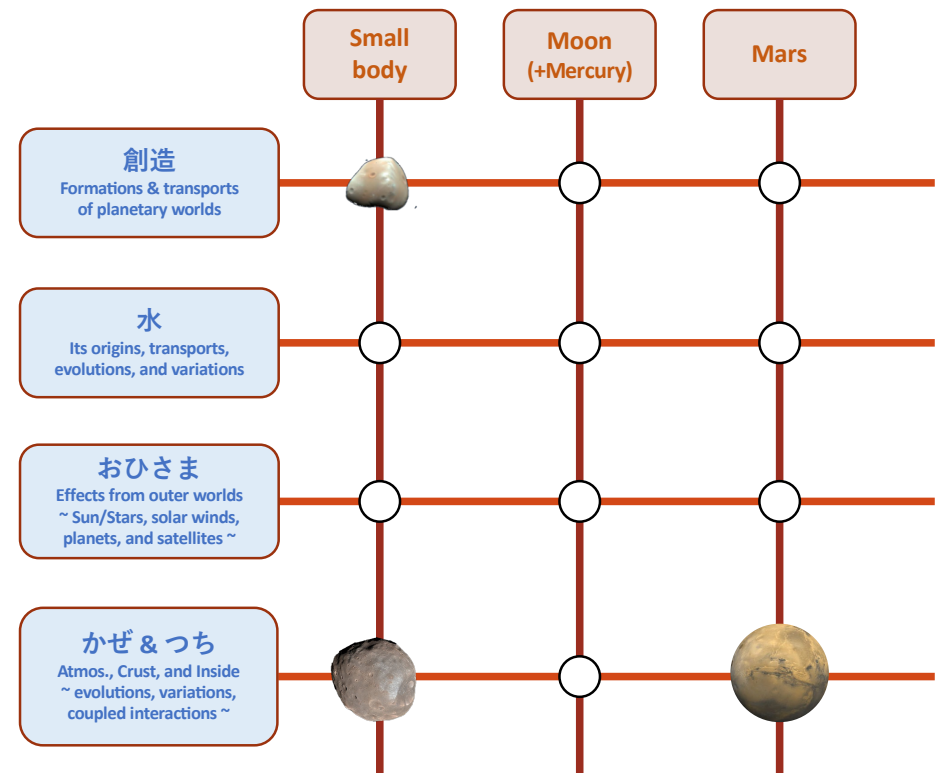 Small
body
Moon
(+Mercury)
Mars
創造
Formations & transports
of planetary worlds
水
Its origins, transports,
evolutions, and variations
おひさま
Effects from outer worlds
~ Sun/Stars, solar winds,
planets, and satellites ~
かぜ & つち
Atmos., Crust, and Inside
~ evolutions, variations,
coupled interactions ~